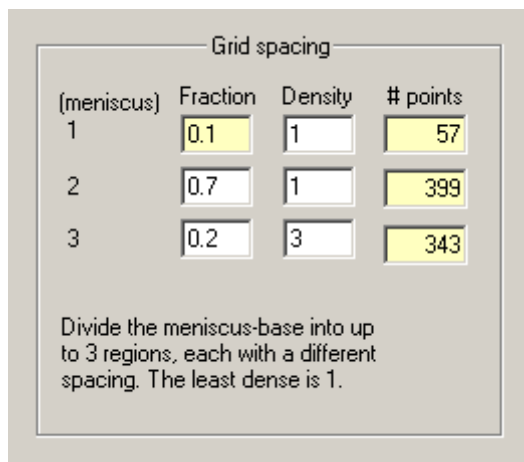 Grid spacing
(meniscus) Fraction Density # points
1 0.1 1 57
2 0.7 1 399
3 0.2 3 343
Divide the meniscus-base into up
to 3 regions, each with a different
spacing. The least dense is 1.